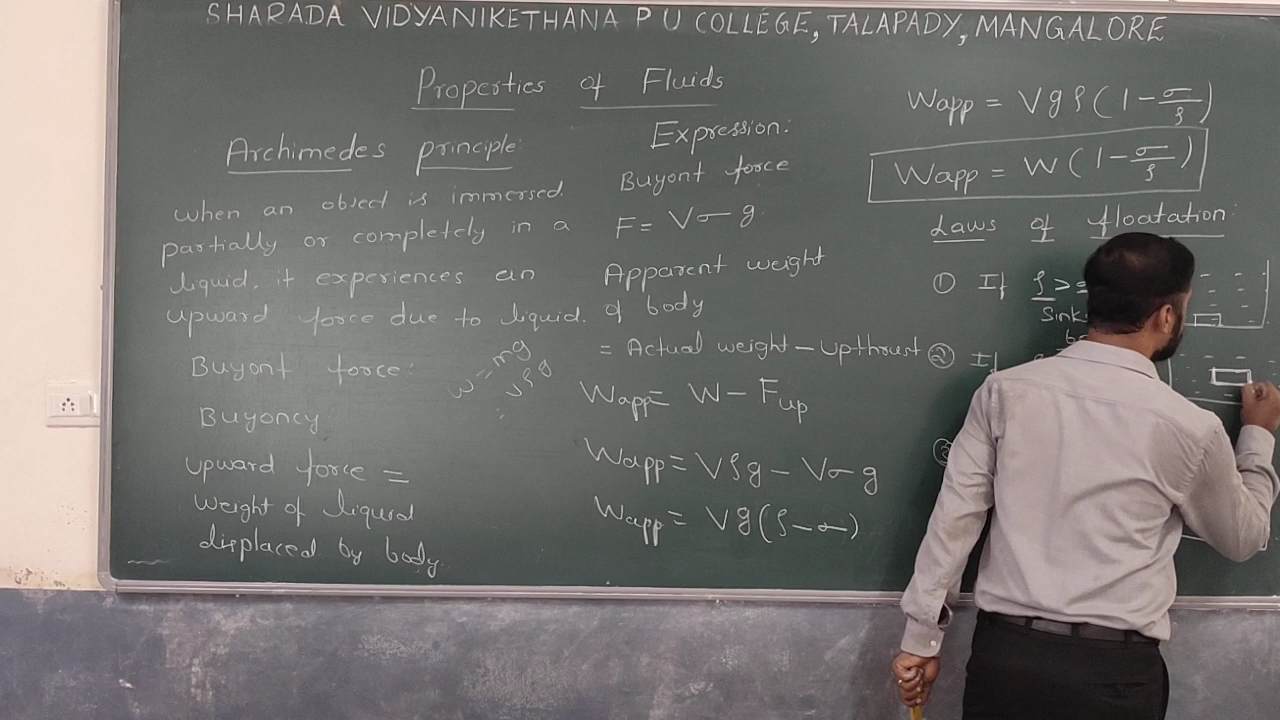 SHARADA VIDYANIKETHANA P U COLLEGE, TALAPADY, MANGALORE
Properties of Fluids
Archimedes principle:
when an object is immersed
partially or completely in a
liquid. it experiences an
upward force due to liquid.
Buyont force:
Buyoncy
upward force =
Weight of liquid
displaced by body
w = mg
vρg
Expression:
Buyont force
F = Vσg
Apparent weight
of body
= Actual weight – upthrust
Wapp = W – Fup
Wapp = Vρg – Vσg
Wapp = Vg(ρ–σ)
Wapp = Vgρ(1–σ/ρ)
Wapp = W(1–σ/ρ)
Laws of floatation:
① If ρ >
Sinks
② If
③